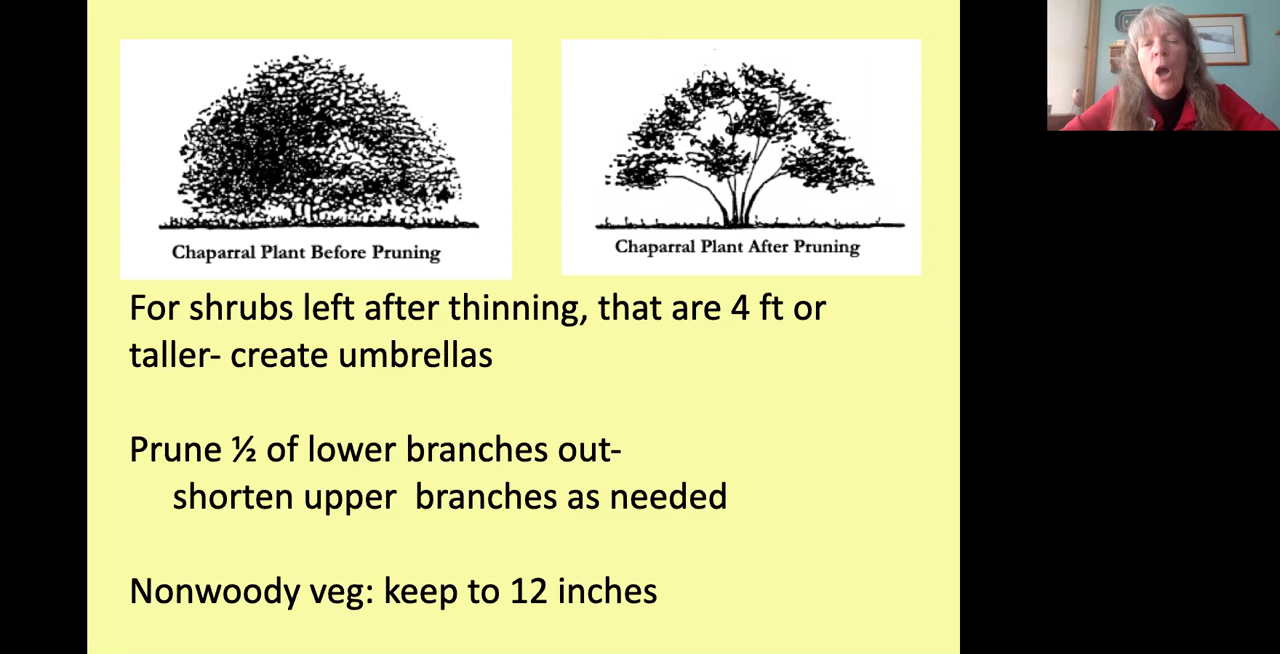 Chaparral Plant Before Pruning
Chaparral Plant After Pruning
For shrubs left after thinning, that are 4 ft or
taller- create umbrellas
Prune ½ of lower branches out-
shorten upper branches as needed
Nonwoody veg: keep to 12 inches